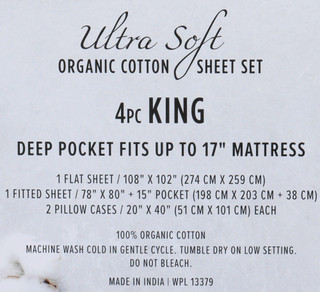 Ultra Soft
ORGANIC COTTON SHEET SET
4PC KING
DEEP POCKET FITS UP TO 17" MATTRESS
1 FLAT SHEET / 108" X 102" (274 CM X 259 CM)
1 FITTED SHEET / 78" X 80" + 15" POCKET (198 CM X 203 CM + 38 CM)
2 PILLOW CASES / 20" X 40" (51 CM X 101 CM) EACH
100% ORGANIC COTTON
MACHINE WASH COLD IN GENTLE CYCLE. TUMBLE DRY ON LOW SETTING.
DO NOT BLEACH.
MADE IN INDIA | WPL 13379